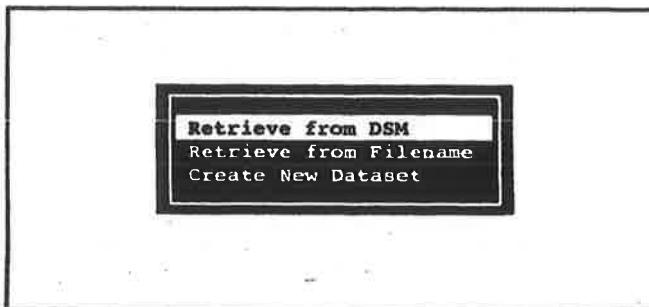 Retrieve from DSM
Retrieve from Filename
Create New Dataset